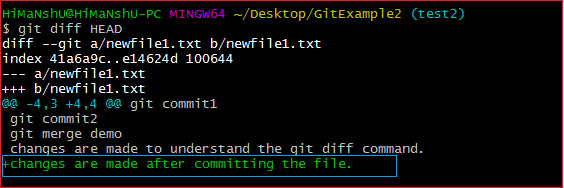 HiMaNshU@HiMaNshU-PC MINGW64 ~/Desktop/GitExample2 (test2)
$ git diff HEAD
diff --git a/newfile1.txt b/newfile1.txt
index 41a6a9c..e14624d 100644
--- a/newfile1.txt
+++ b/newfile1.txt
@@ -4,3 +4,4 @@ git commit1
 git commit2
 git merge demo
 changes are made to understand the git diff command.
+changes are made after committing the file.